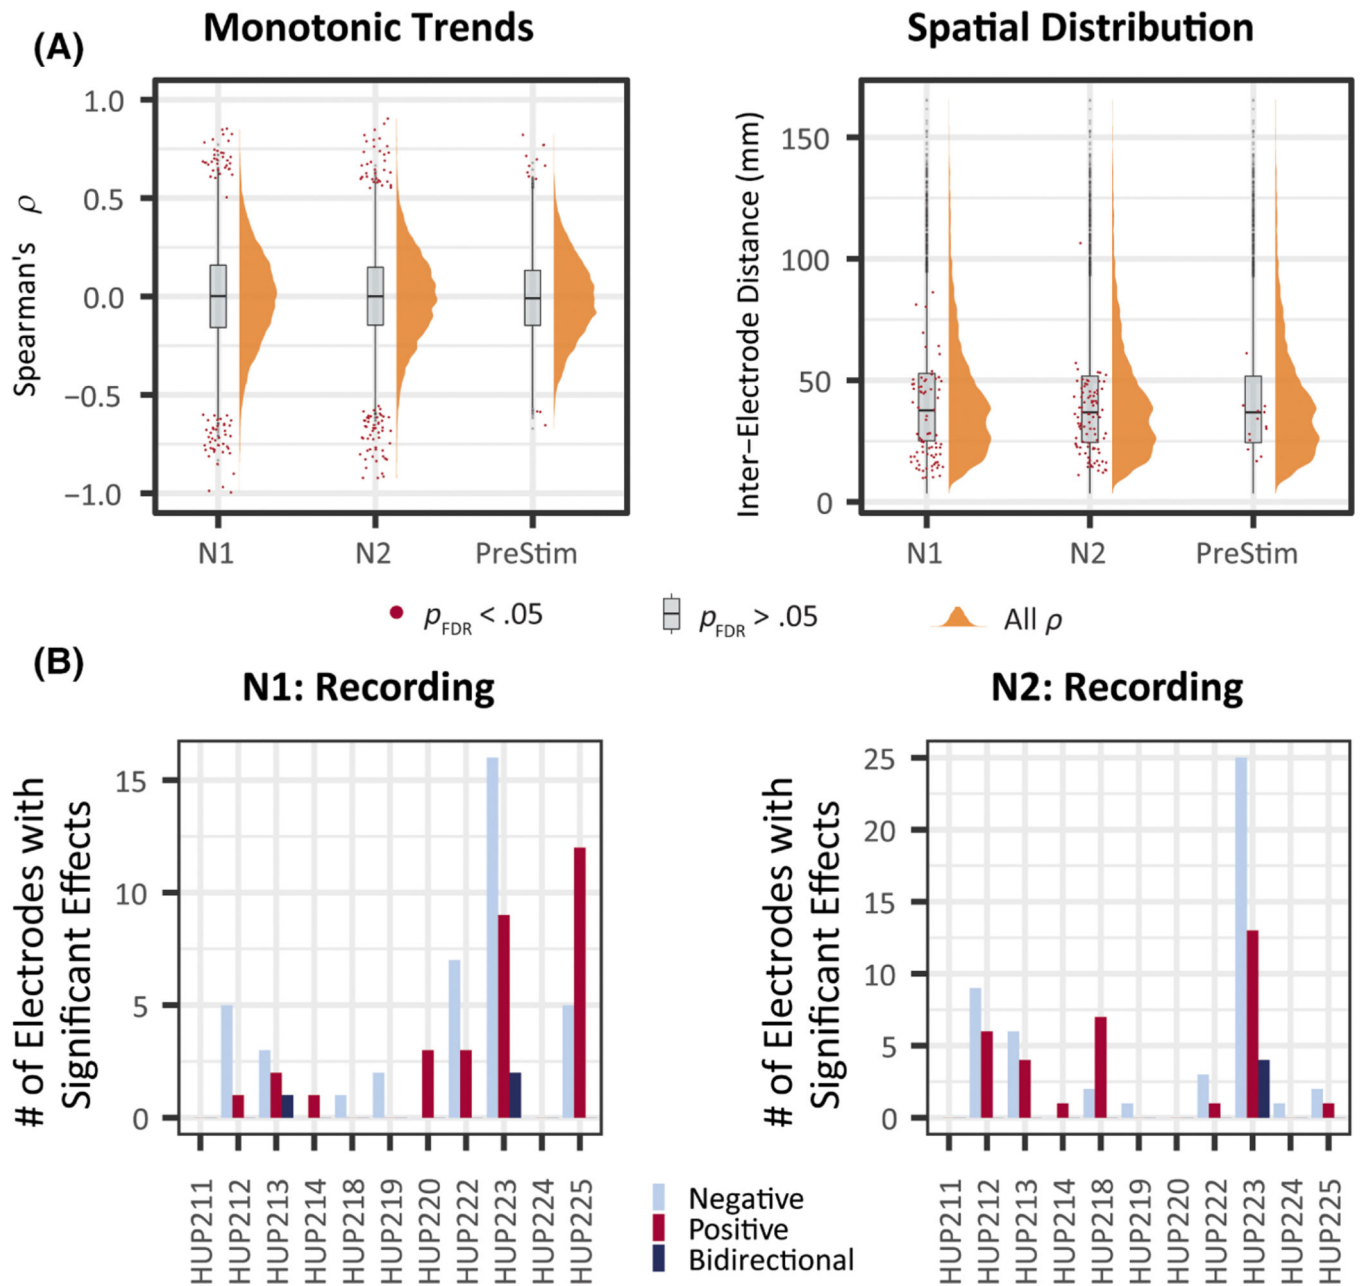 (A)
Monotonic Trends
Spearman's ρ
1.0
0.5
0.0
−0.5
−1.0
N1
N2
PreStim
Spatial Distribution
Inter−Electrode Distance (mm)
150
100
50
0
N1
N2
PreStim
pFDR < .05
pFDR > .05
All ρ
(B)
N1: Recording
# of Electrodes with
Significant Effects
15
10
5
0
HUP211
HUP212
HUP213
HUP214
HUP218
HUP219
HUP220
HUP222
HUP223
HUP224
HUP225
N2: Recording
# of Electrodes with
Significant Effects
25
20
15
10
5
0
HUP211
HUP212
HUP213
HUP214
HUP218
HUP219
HUP220
HUP222
HUP223
HUP224
HUP225
Negative
Positive
Bidirectional